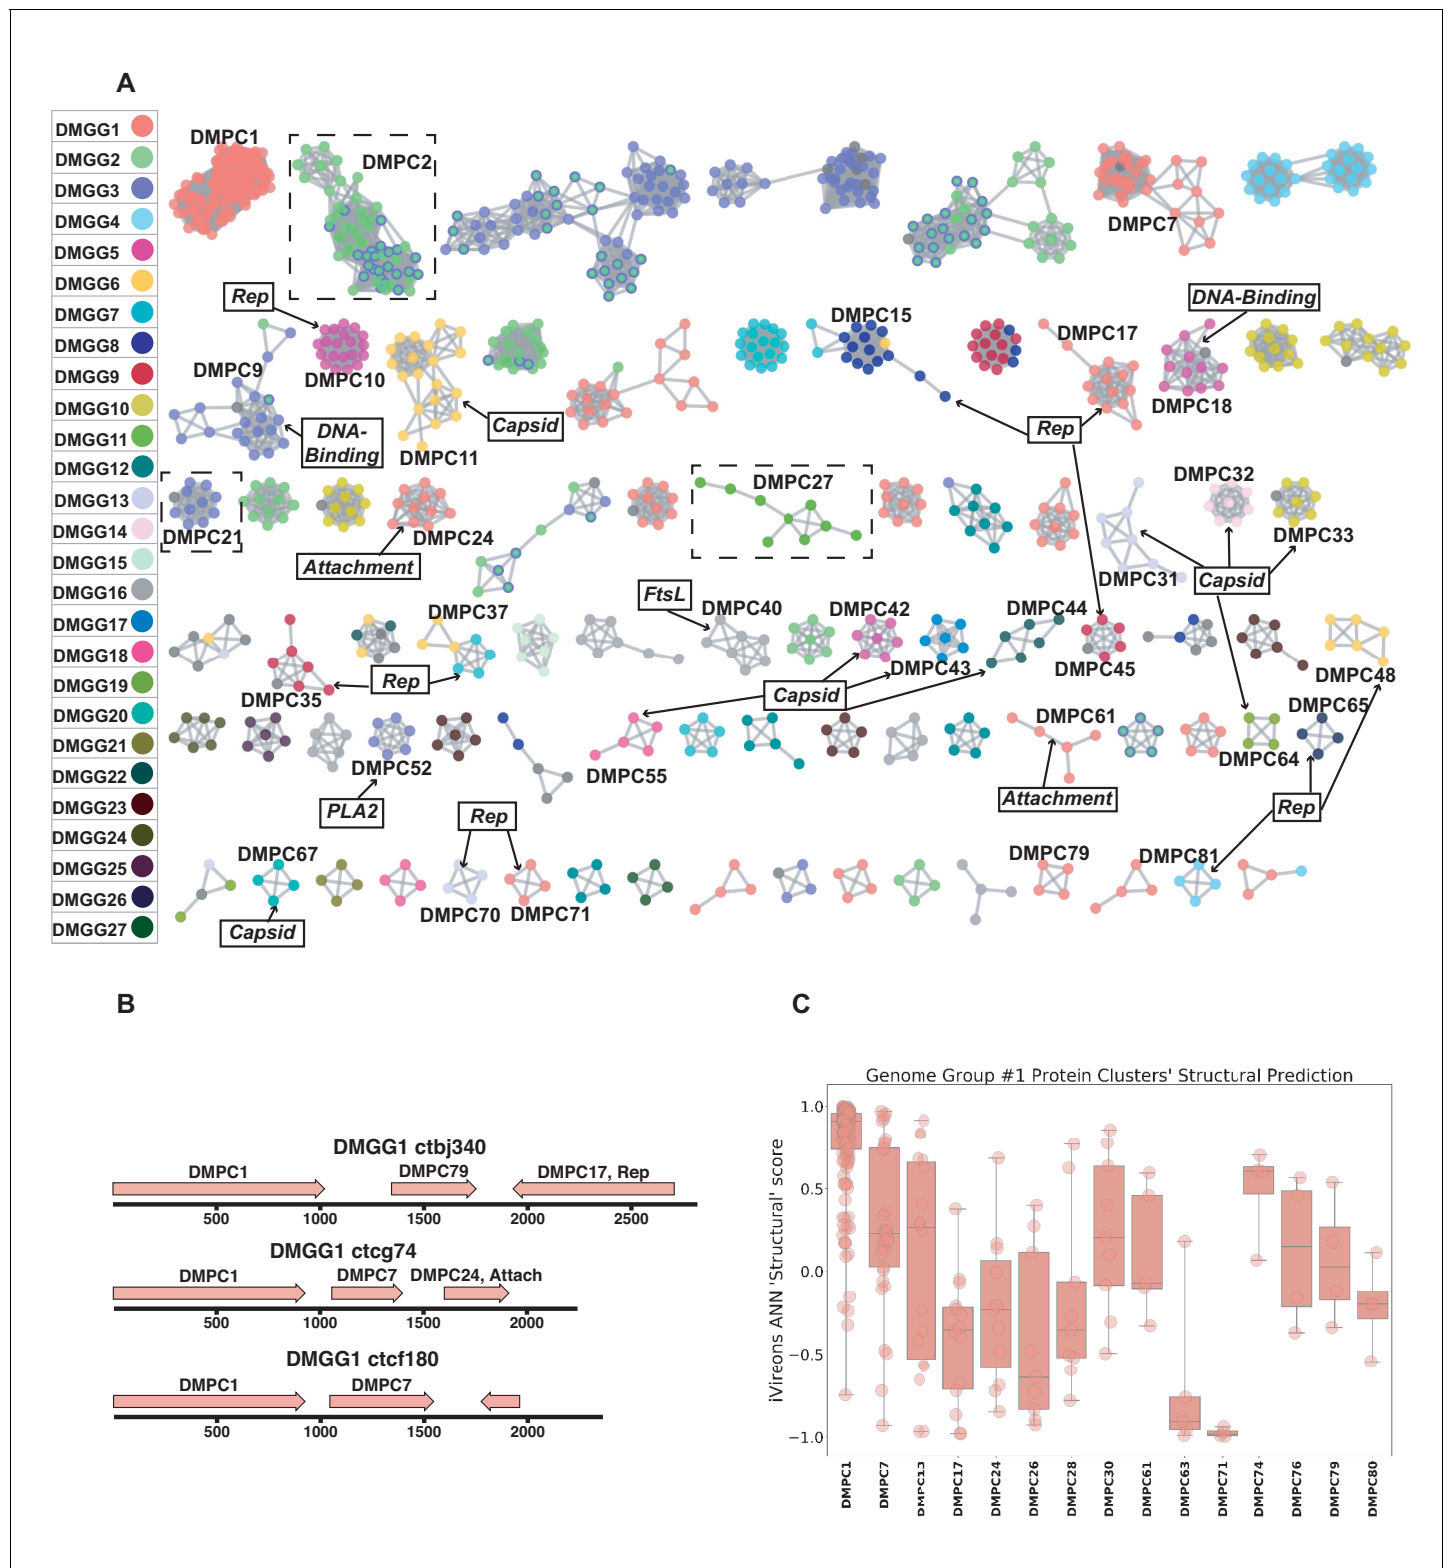 A
DMGG1
DMGG2
DMGG3
DMGG4
DMGG5
DMGG6
DMGG7
DMGG8
DMGG9
DMGG10
DMGG11
DMGG12
DMGG13
DMGG14
DMGG15
DMGG16
DMGG17
DMGG18
DMGG19
DMGG20
DMGG21
DMGG22
DMGG23
DMGG24
DMGG25
DMGG26
DMGG27
DMPC1
DMPC2
DMPC7
Rep
DNA-Binding
DMPC15
DMPC17
DMPC9
DMPC10
DMPC18
Capsid
Rep
DNA-
Binding
DMPC11
DMPC32
DMPC27
DMPC21
DMPC24
DMPC33
Attachment
DMPC31
Capsid
FtsL
DMPC37
DMPC40
DMPC42
DMPC44
DMPC43
DMPC45
DMPC48
Rep
DMPC35
Capsid
DMPC65
DMPC61
DMPC52
DMPC55
DMPC64
PLA2
Attachment
Rep
Rep
DMPC67
DMPC79
DMPC81
DMPC70
DMPC71
Capsid
B
DMGG1 ctbj340
DMPC1
DMPC79
DMPC17, Rep
500
1000
1500
2000
2500
DMGG1 ctcg74
DMPC1
DMPC7
DMPC24, Attach
500
1000
1500
2000
DMGG1 ctcf180
DMPC1
DMPC7
500
1000
1500
2000
C
Genome Group #1 Protein Clusters' Structural Prediction
iVireons ANN 'Structural' score
1.0
0.5
0.0
−0.5
−1.0
DMPC1
DMPC7
DMPC13
DMPC17
DMPC24
DMPC26
DMPC28
DMPC30
DMPC61
DMPC63
DMPC71
DMPC74
DMPC76
DMPC79
DMPC80